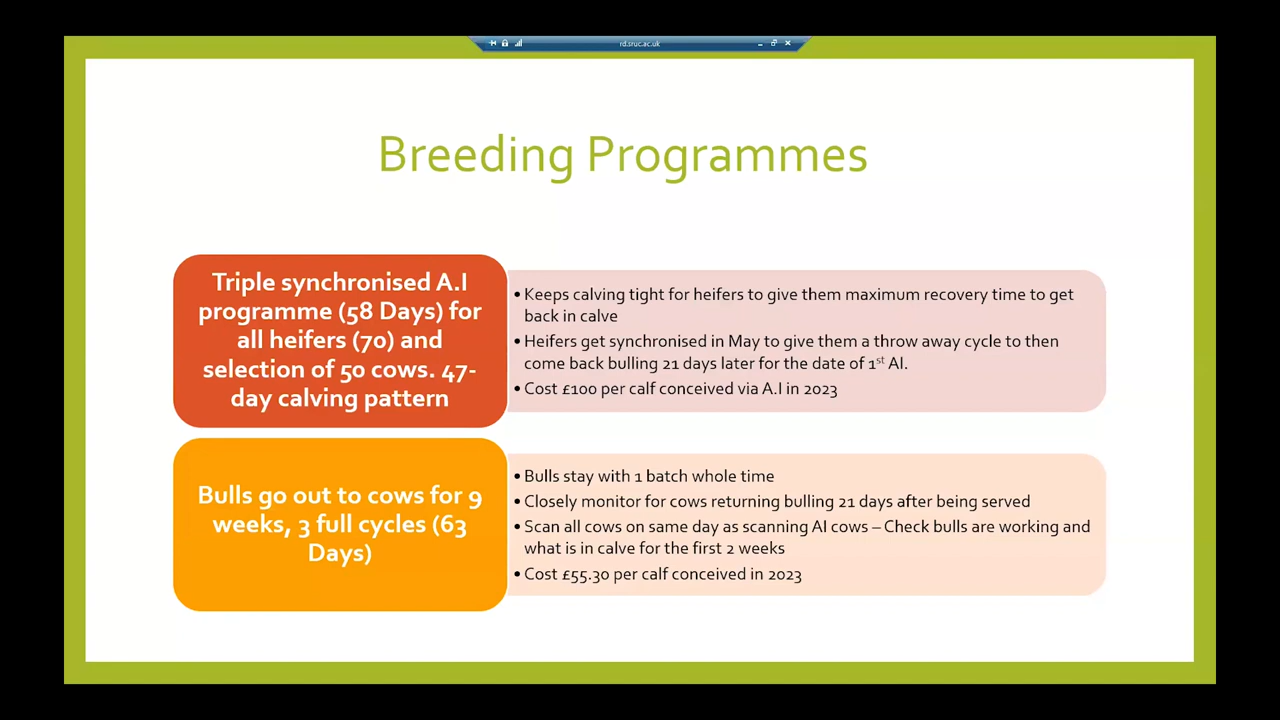 rd.sruc.ac.uk
Breeding Programmes
Triple synchronised A.I
programme (58 Days) for
all heifers (70) and
selection of 50 cows. 47-
day calving pattern
• Keeps calving tight for heifers to give them maximum recovery time to get
back in calve
• Heifers get synchronised in May to give them a throw away cycle to then
come back bulling 21 days later for the date of 1st AI.
• Cost £100 per calf conceived via A.I in 2023
Bulls go out to cows for 9
weeks, 3 full cycles (63
Days)
• Bulls stay with 1 batch whole time
• Closely monitor for cows returning bulling 21 days after being served
• Scan all cows on same day as scanning AI cows – Check bulls are working and
what is in calve for the first 2 weeks
• Cost £55.30 per calf conceived in 2023